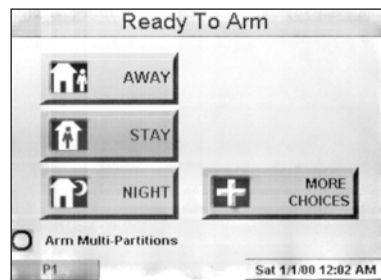 Ready To Arm
AWAY
STAY
NIGHT
MORE
CHOICES
Arm Multi-Partitions
P1
Sat 1/1/00 12:02 AM